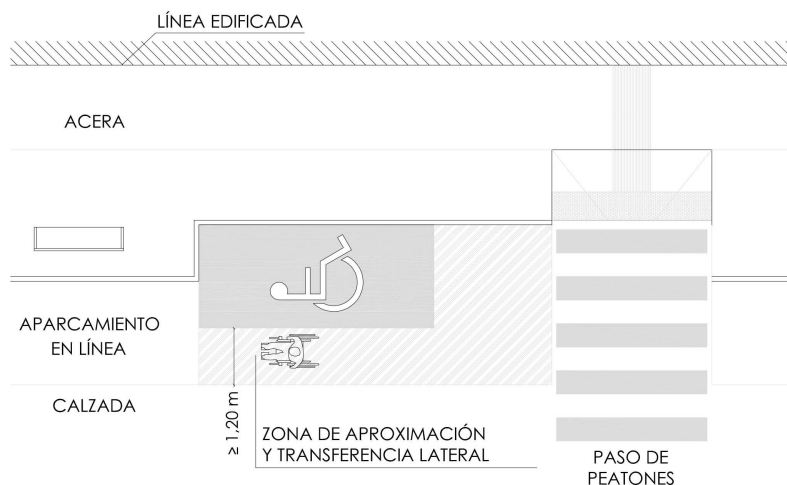 LÍNEA EDIFICADA
ACERA
APARCAMIENTO
EN LÍNEA
CALZADA
≥ 1,20 m
ZONA DE APROXIMACIÓN
Y TRANSFERENCIA LATERAL
PASO DE
PEATONES